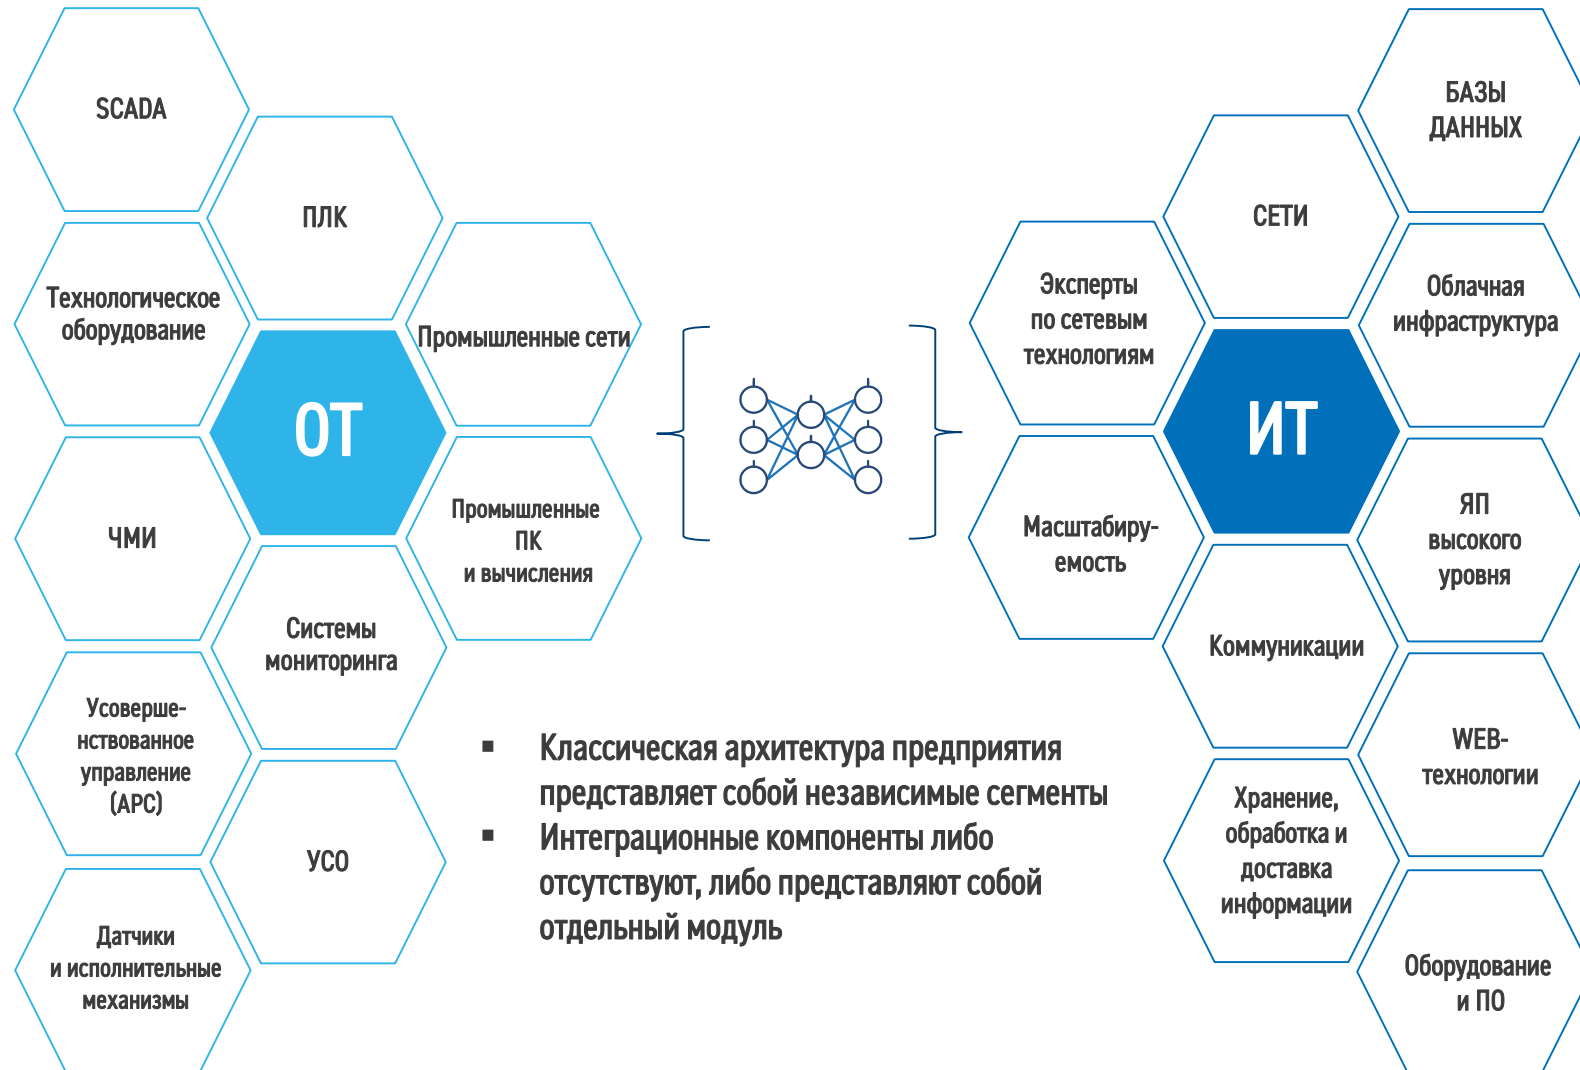 SCADA
ПЛК
Технологическое
оборудование
Промышленные сети
ОТ
ЧМИ
Промышленные
ПК
и вычисления
Системы
мониторинга
Усоверше-
нствованное
управление
(APC)
УСО
Датчики
и исполнительные
механизмы
БАЗЫ
ДАННЫХ
СЕТИ
Эксперты
по сетевым
технологиям
Облачная
инфраструктура
ИТ
Масштабиру-
емость
ЯП
высокого
уровня
Коммуникации
WEB-
технологии
Хранение,
обработка и
доставка
информации
Оборудование
и ПО
▪ Классическая архитектура предприятия
представляет собой независимые сегменты
▪ Интеграционные компоненты либо
отсутствуют, либо представляют собой
отдельный модуль